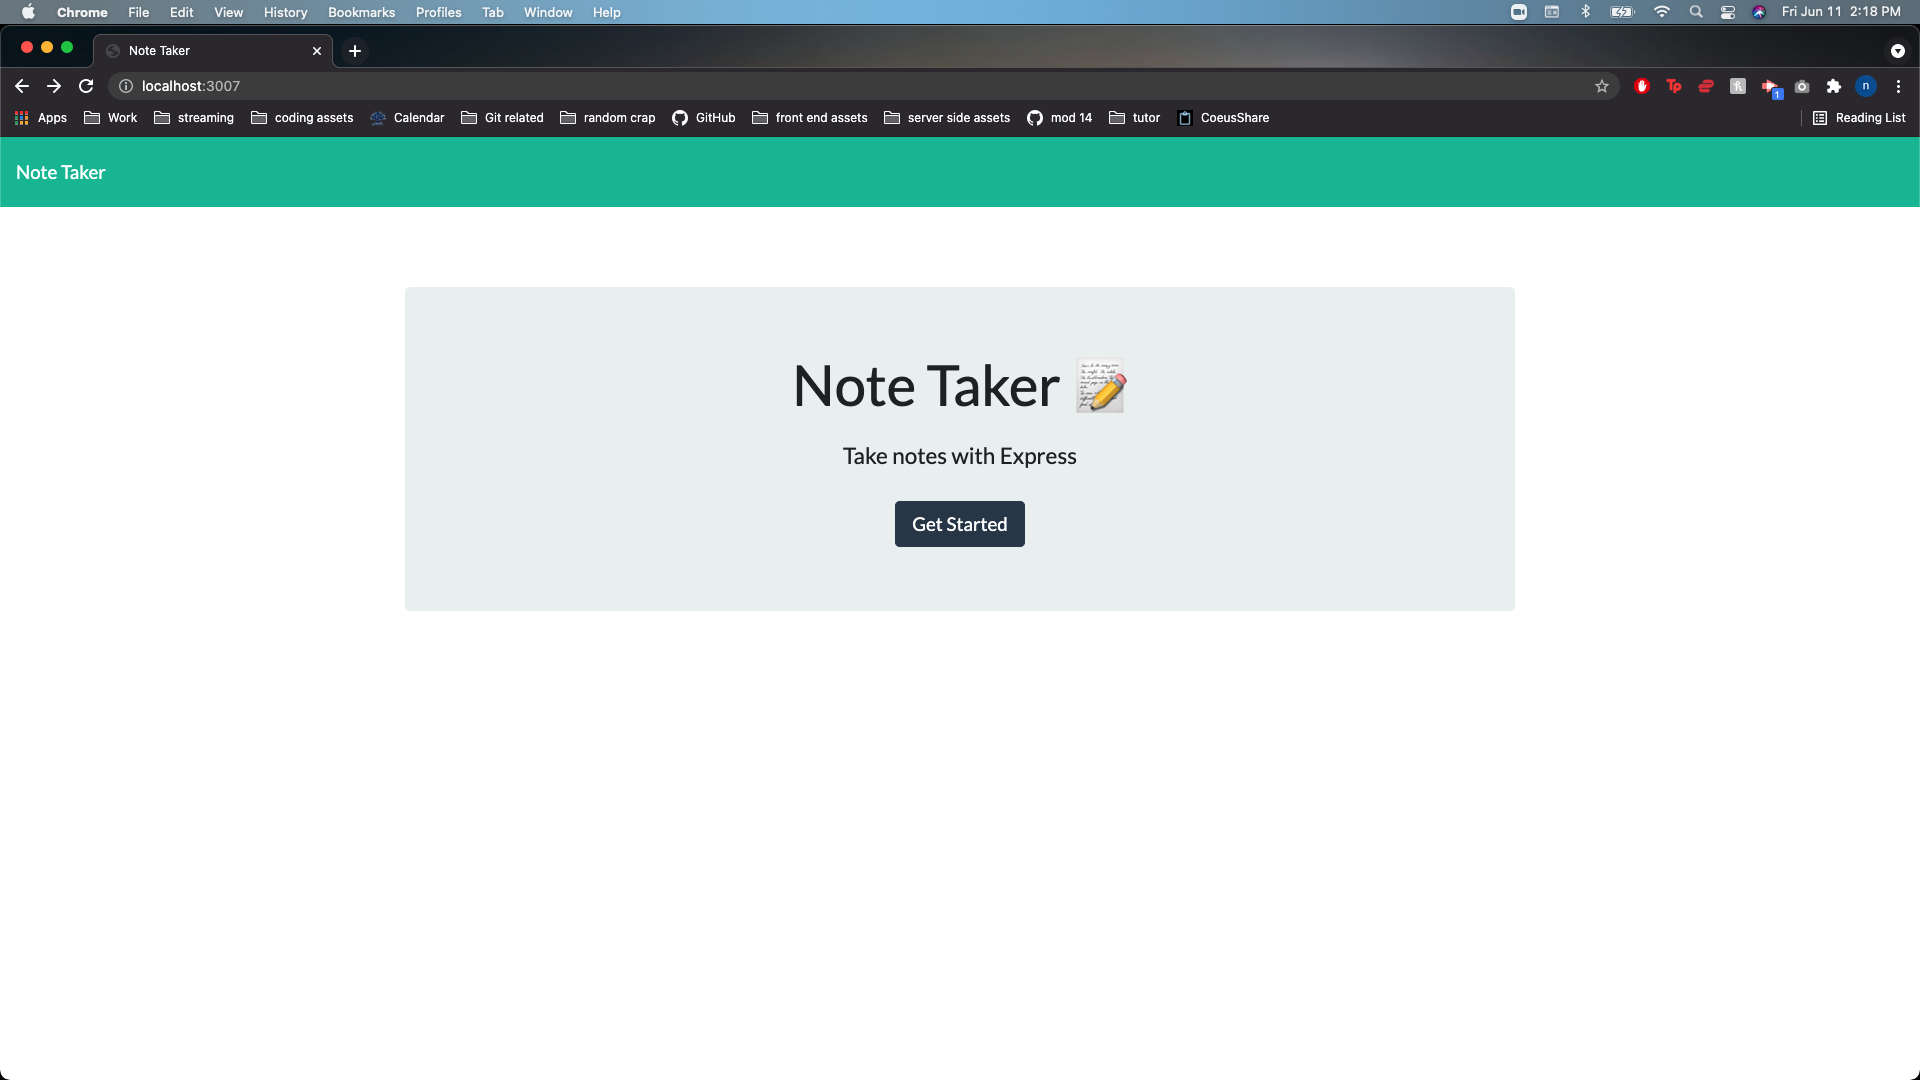 Chrome File Edit View History Bookmarks Profiles Tab Window Help Fri Jun 11 2:18 PM
Note Taker
localhost:3007 Tp n
1
Apps Work streaming coding assets Calendar Git related random crap GitHub front end assets server side assets mod 14 tutor CoeusShare Reading List
Note Taker
Note Taker
Take notes with Express
Get Started